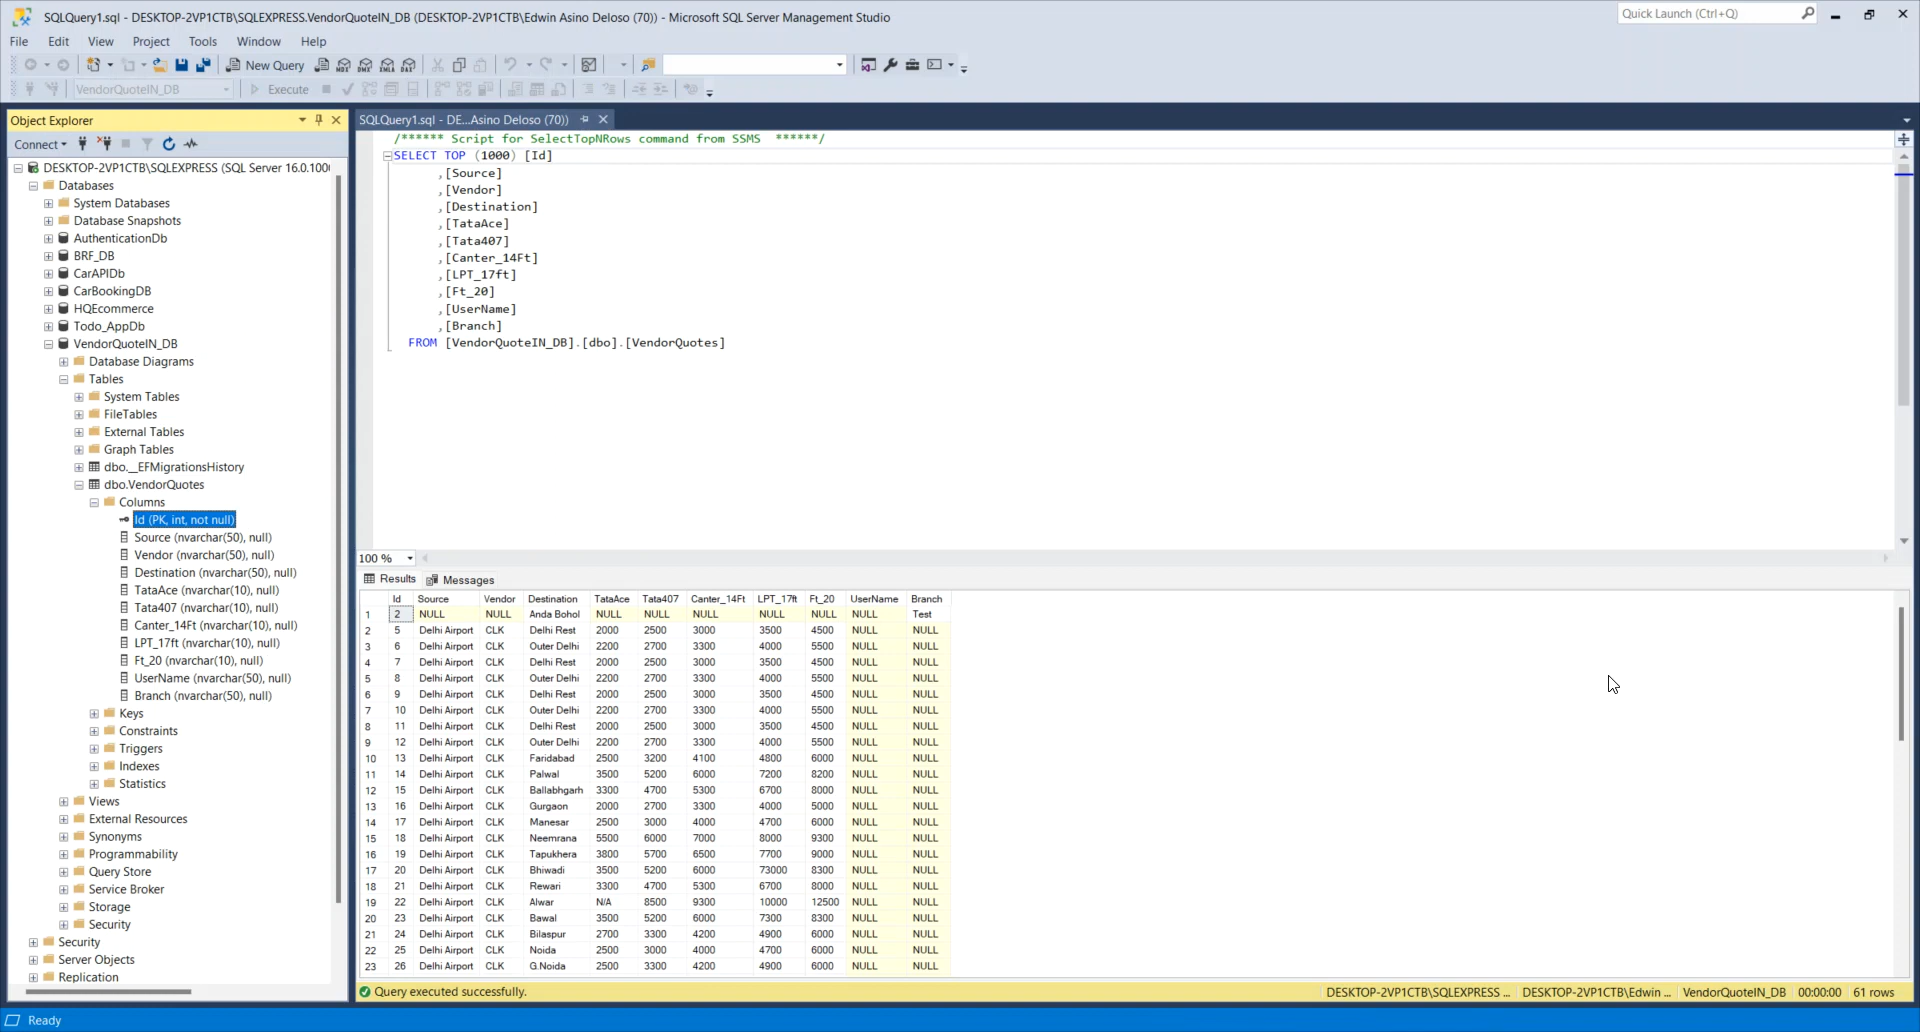 SQLQuery1.sql - DESKTOP-2VP1CTB\SQLEXPRESS.VendorQuoteIN_DB (DESKTOP-2VP1CTB\Edwin Asino Deloso (70)) - Microsoft SQL Server Management Studio
Quick Launch (Ctrl+Q)
File Edit View Project Tools Window Help
New Query
MDX DMX XMLA DAX
VendorQuoteIN_DB
Execute
Object Explorer
SQLQuery1.sql - DE...Asino Deloso (70))
Connect
DESKTOP-2VP1CTB\SQLEXPRESS (SQL Server 16.0.100
Databases
System Databases
Database Snapshots
AuthenticationDb
BRF_DB
CarAPIDb
CarBookingDB
HQEcommerce
Todo_AppDb
VendorQuoteIN_DB
Database Diagrams
Tables
System Tables
FileTables
External Tables
Graph Tables
dbo.__EFMigrationsHistory
dbo.VendorQuotes
Columns
Id (PK, int, not null)
Source (nvarchar(50), null)
Vendor (nvarchar(50), null)
Destination (nvarchar(50), null)
TataAce (nvarchar(10), null)
Tata407 (nvarchar(10), null)
Canter_14Ft (nvarchar(10), null)
LPT_17ft (nvarchar(10), null)
Ft_20 (nvarchar(10), null)
UserName (nvarchar(50), null)
Branch (nvarchar(50), null)
Keys
Constraints
Triggers
Indexes
Statistics
Views
External Resources
Synonyms
Programmability
Query Store
Service Broker
Storage
Security
Security
Server Objects
Replication
/****** Script for SelectTopNRows command from SSMS ******/
SELECT TOP (1000) [Id]
,[Source]
,[Vendor]
,[Destination]
,[TataAce]
,[Tata407]
,[Canter_14Ft]
,[LPT_17ft]
,[Ft_20]
,[UserName]
,[Branch]
FROM [VendorQuoteIN_DB].[dbo].[VendorQuotes]
100 %
Results Messages
Id Source Vendor Destination TataAce Tata407 Canter_14Ft LPT_17ft Ft_20 UserName Branch
1 2 NULL NULL Anda Bohol NULL NULL NULL NULL NULL NULL Test
2 5 Delhi Airport CLK Delhi Rest 2000 2500 3000 3500 4500 NULL NULL
3 6 Delhi Airport CLK Outer Delhi 2200 2700 3300 4000 5500 NULL NULL
4 7 Delhi Airport CLK Delhi Rest 2000 2500 3000 3500 4500 NULL NULL
5 8 Delhi Airport CLK Outer Delhi 2200 2700 3300 4000 5500 NULL NULL
6 9 Delhi Airport CLK Delhi Rest 2000 2500 3000 3500 4500 NULL NULL
7 10 Delhi Airport CLK Outer Delhi 2200 2700 3300 4000 5500 NULL NULL
8 11 Delhi Airport CLK Delhi Rest 2000 2500 3000 3500 4500 NULL NULL
9 12 Delhi Airport CLK Outer Delhi 2200 2700 3300 4000 5500 NULL NULL
10 13 Delhi Airport CLK Faridabad 2500 3200 4100 4800 6000 NULL NULL
11 14 Delhi Airport CLK Palwal 3500 5200 6000 7200 8200 NULL NULL
12 15 Delhi Airport CLK Ballabhgarh 3300 4700 5300 6700 8000 NULL NULL
13 16 Delhi Airport CLK Gurgaon 2000 2700 3300 4000 5000 NULL NULL
14 17 Delhi Airport CLK Manesar 2500 3000 4000 4700 6000 NULL NULL
15 18 Delhi Airport CLK Neemrana 5500 6000 7000 8000 9300 NULL NULL
16 19 Delhi Airport CLK Tapukhera 3800 5700 6500 7700 9000 NULL NULL
17 20 Delhi Airport CLK Bhiwadi 3500 5200 6000 73000 8300 NULL NULL
18 21 Delhi Airport CLK Rewari 3300 4700 5300 6700 8000 NULL NULL
19 22 Delhi Airport CLK Alwar N/A 8500 9300 10000 12500 NULL NULL
20 23 Delhi Airport CLK Bawal 3500 5200 6000 7300 8300 NULL NULL
21 24 Delhi Airport CLK Bilaspur 2700 3300 4200 4900 6000 NULL NULL
22 25 Delhi Airport CLK Noida 2500 3000 4000 4700 6000 NULL NULL
23 26 Delhi Airport CLK G.Noida 2500 3300 4200 4900 6000 NULL NULL
Query executed successfully.
DESKTOP-2VP1CTB\SQLEXPRESS ... DESKTOP-2VP1CTB\Edwin ... VendorQuoteIN_DB 00:00:00 61 rows
Ready